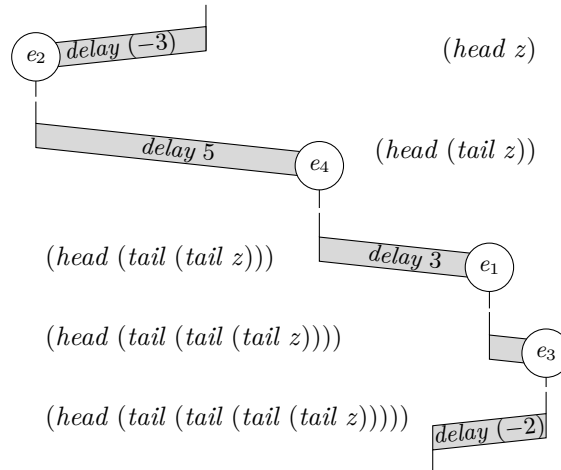 e₂ delay (−3)
(head z)
delay 5 e₄
(head (tail z))
(head (tail (tail z)))
delay 3 e₁
(head (tail (tail (tail z))))
e₃
(head (tail (tail (tail (tail z)))))
delay (−2)